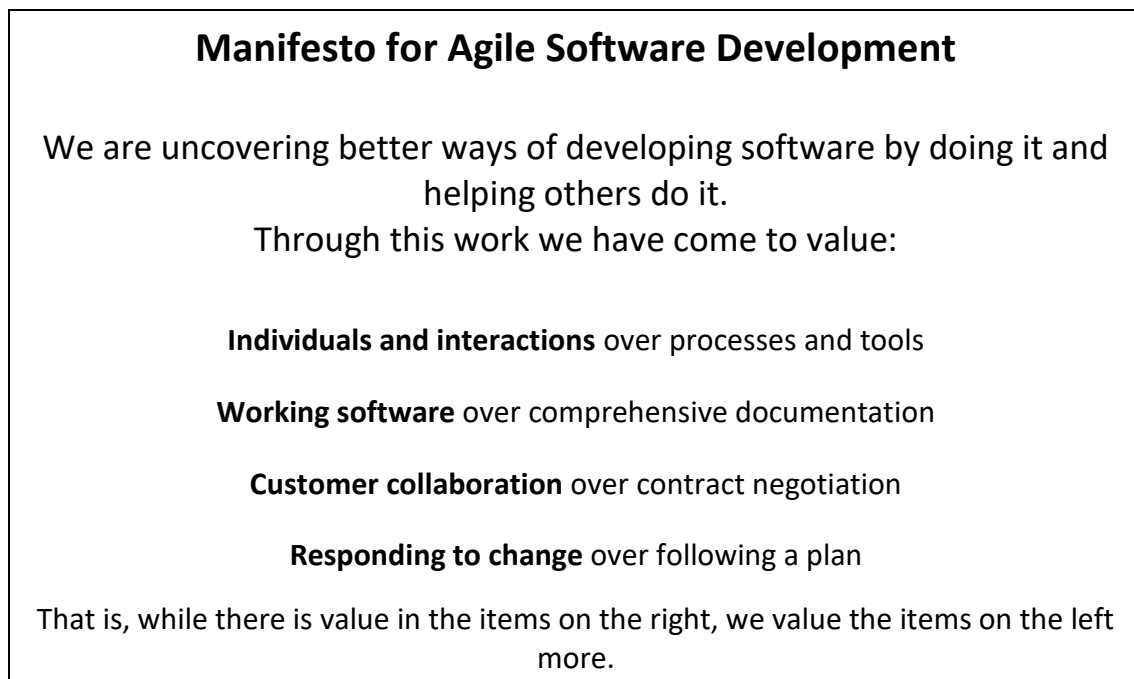 Manifesto for Agile Software Development
We are uncovering better ways of developing software by doing it and
helping others do it.
Through this work we have come to value:
Individuals and interactions over processes and tools
Working software over comprehensive documentation
Customer collaboration over contract negotiation
Responding to change over following a plan
That is, while there is value in the items on the right, we value the items on the left
more.